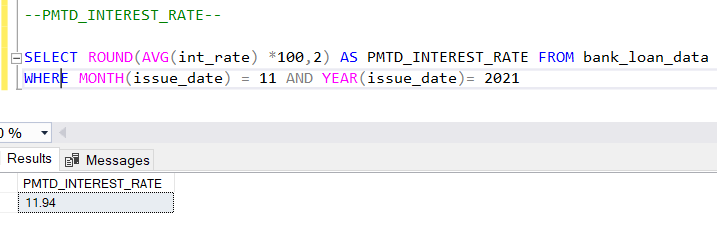 --PMTD_INTEREST_RATE--
SELECT ROUND(AVG(int_rate) *100,2) AS PMTD_INTEREST_RATE FROM bank_loan_data
WHERE MONTH(issue_date) = 11 AND YEAR(issue_date)= 2021
0 %
Results Messages
PMTD_INTEREST_RATE
11.94